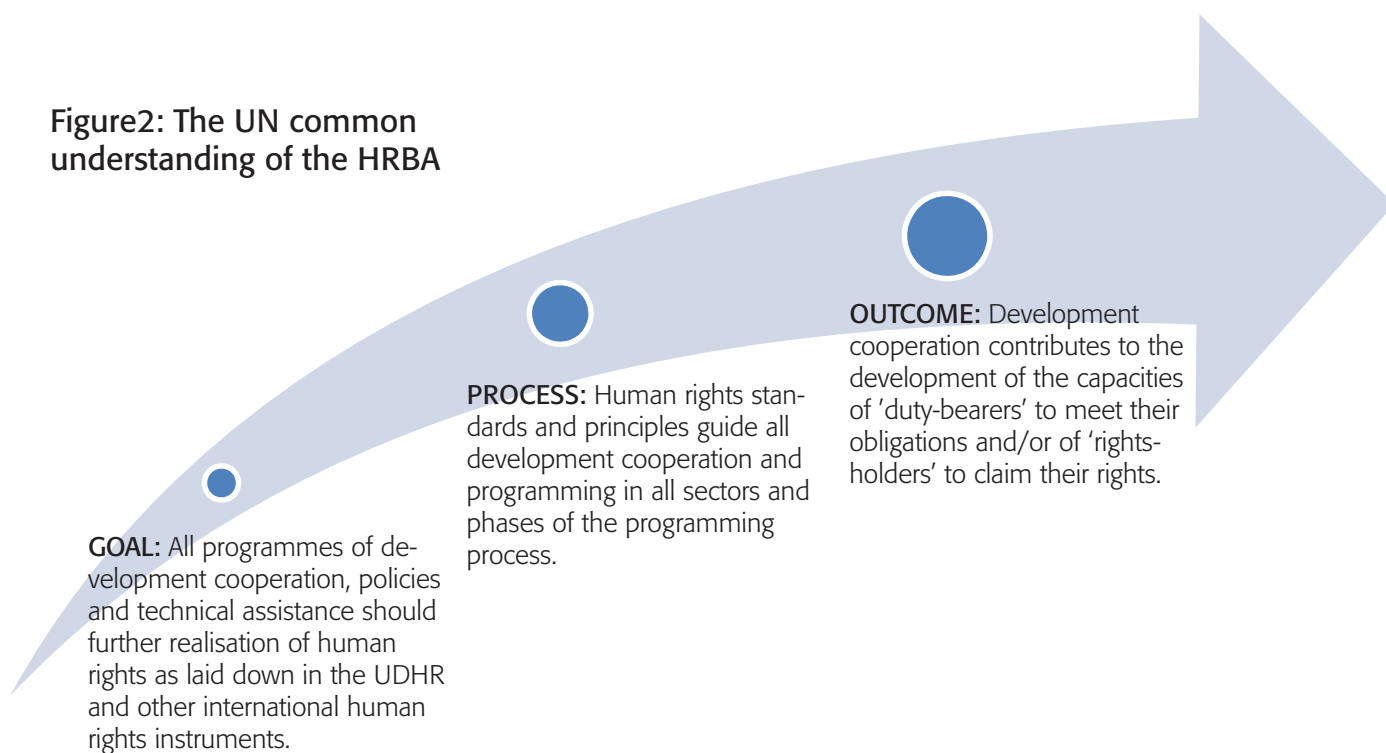 Figure2: The UN common
understanding of the HRBA
GOAL: All programmes of de-
velopment cooperation, policies
and technical assistance should
further realisation of human
rights as laid down in the UDHR
and other international human
rights instruments.
PROCESS: Human rights stan-
dards and principles guide all
development cooperation and
programming in all sectors and
phases of the programming
process.
OUTCOME: Development
cooperation contributes to the
development of the capacities
of ’duty-bearers’ to meet their
obligations and/or of ‘rights-
holders’ to claim their rights.